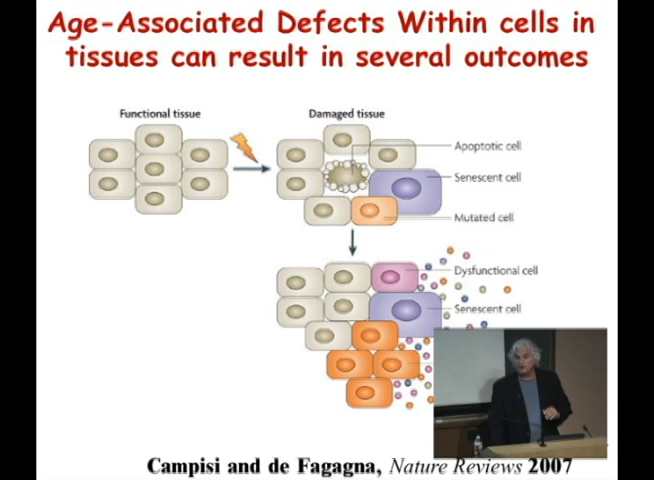 Age-Associated Defects Within cells in
tissues can result in several outcomes
Functional tissue
Damaged tissue
Apoptotic cell
Senescent cell
Mutated cell
Dysfunctional cell
Senescent cell
Campisi and de Fagagna, Nature Reviews 2007